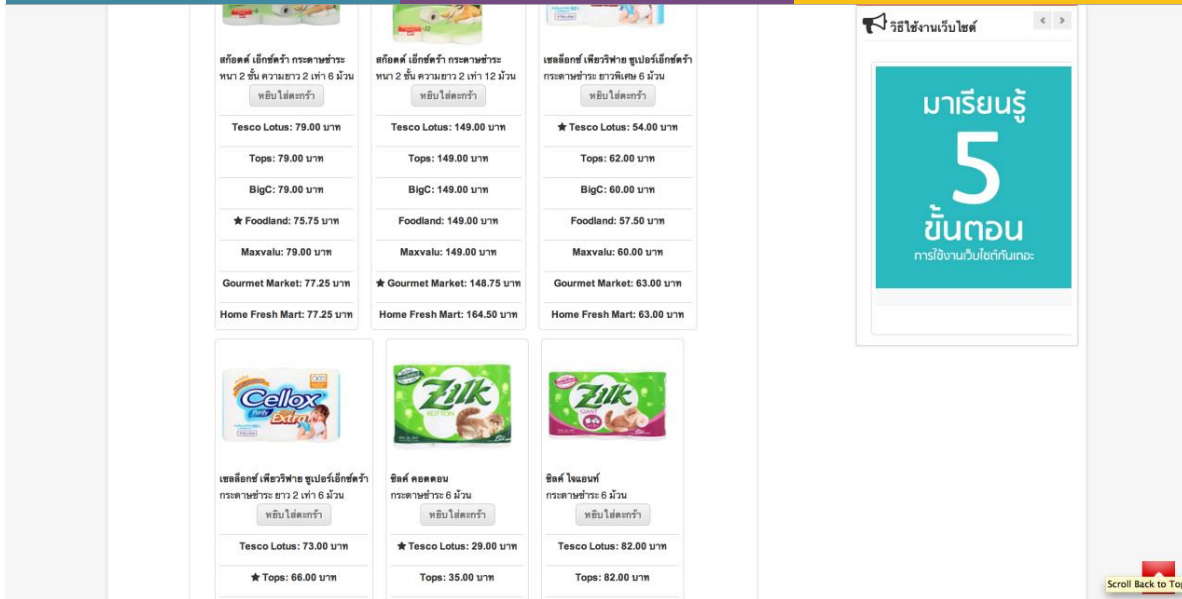 สก๊อตต์ เอ็กซ์ตร้า กระดาษชำระ
หนา 2 ชั้น ความยาว 2 เท่า 6 ม้วน
หยิบใส่ตะกร้า
Tesco Lotus: 79.00 บาท
Tops: 79.00 บาท
BigC: 79.00 บาท
★ Foodland: 75.75 บาท
Maxvalu: 79.00 บาท
Gourmet Market: 77.25 บาท
Home Fresh Mart: 77.25 บาท
สก๊อตต์ เอ็กซ์ตร้า กระดาษชำระ
หนา 2 ชั้น ความยาว 2 เท่า 12 ม้วน
หยิบใส่ตะกร้า
Tesco Lotus: 149.00 บาท
Tops: 149.00 บาท
BigC: 149.00 บาท
Foodland: 149.00 บาท
Maxvalu: 149.00 บาท
★ Gourmet Market: 148.75 บาท
Home Fresh Mart: 164.50 บาท
เซลล็อกซ์ เพียวริฟาย ซูเปอร์เอ็กซ์ตร้า
กระดาษชำระ ยาวพิเศษ 6 ม้วน
หยิบใส่ตะกร้า
★ Tesco Lotus: 54.00 บาท
Tops: 62.00 บาท
BigC: 60.00 บาท
Foodland: 57.50 บาท
Maxvalu: 60.00 บาท
Gourmet Market: 63.00 บาท
Home Fresh Mart: 63.00 บาท
Cellox
Purify
Extra
เซลล็อกซ์ เพียวริฟาย ซูเปอร์เอ็กซ์ตร้า
กระดาษชำระ ยาว 2 เท่า 6 ม้วน
หยิบใส่ตะกร้า
Tesco Lotus: 73.00 บาท
★ Tops: 66.00 บาท
Zilk
COTTON
ซิลค์ คอตตอน
กระดาษชำระ 6 ม้วน
หยิบใส่ตะกร้า
★ Tesco Lotus: 29.00 บาท
Tops: 35.00 บาท
Zilk
GIANT
ซิลค์ ไจแอนท์
กระดาษชำระ 6 ม้วน
หยิบใส่ตะกร้า
Tesco Lotus: 82.00 บาท
Tops: 82.00 บาท
วิธีใช้งานเว็บไซต์
มาเรียนรู้
5
ขั้นตอน
การใช้งานเว็บไซต์กันเถอะ
Scroll Back to Top